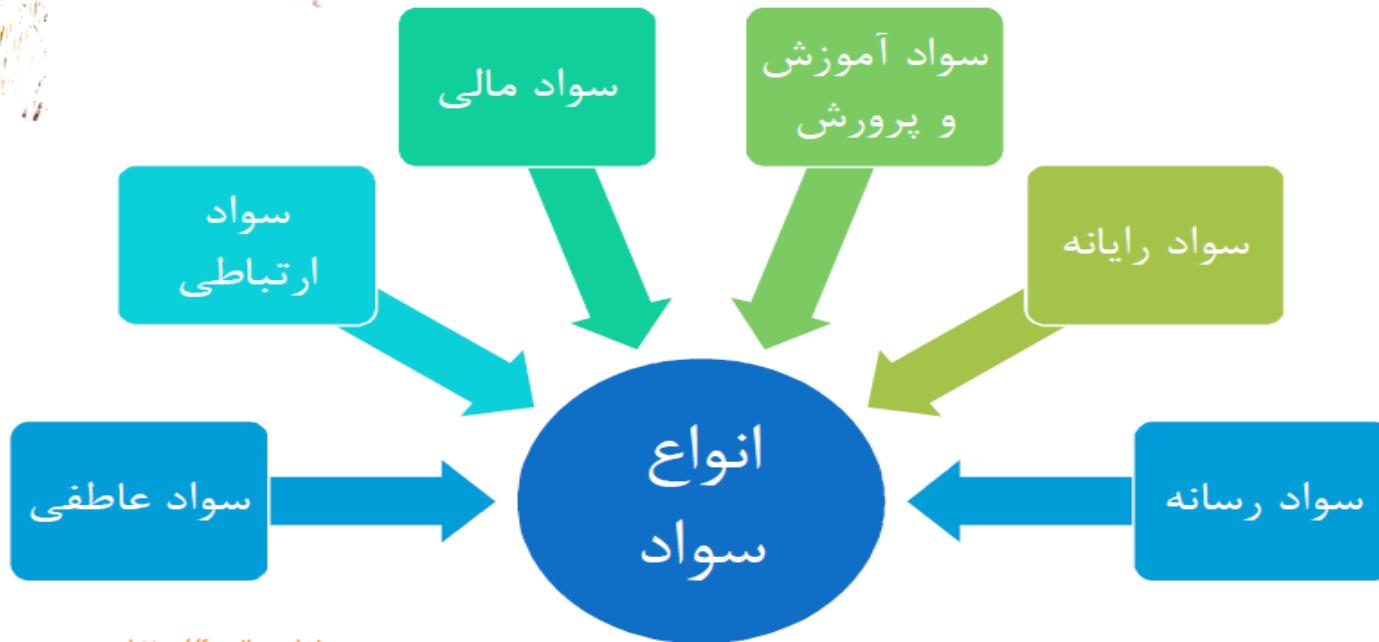 سواد آموزش
و پرورش
سواد مالی
سواد رایانه
سواد
ارتباطی
انواع
سواد
سواد رسانه
سواد عاطفی